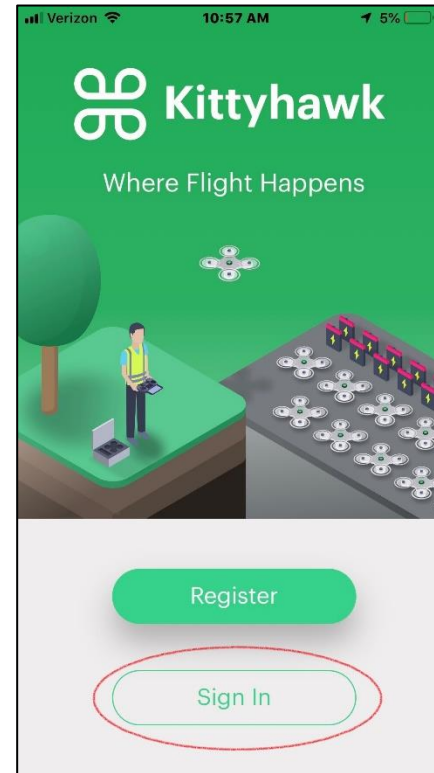 Verizon 10:57 AM 5%
Kittyhawk
Where Flight Happens
Register
Sign In